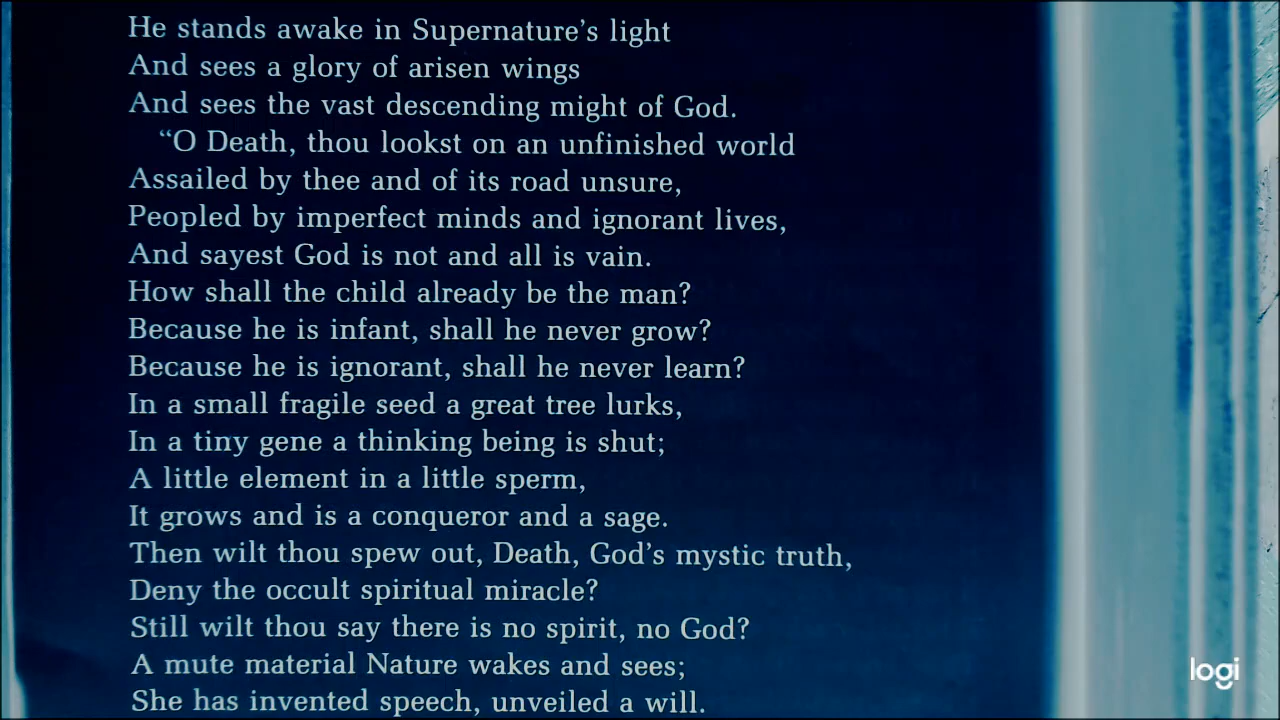 He stands awake in Supernature's light
And sees a glory of arisen wings
And sees the vast descending might of God.
“O Death, thou lookst on an unfinished world
Assailed by thee and of its road unsure,
Peopled by imperfect minds and ignorant lives,
And sayest God is not and all is vain.
How shall the child already be the man?
Because he is infant, shall he never grow?
Because he is ignorant, shall he never learn?
In a small fragile seed a great tree lurks,
In a tiny gene a thinking being is shut;
A little element in a little sperm,
It grows and is a conqueror and a sage.
Then wilt thou spew out, Death, God's mystic truth,
Deny the occult spiritual miracle?
Still wilt thou say there is no spirit, no God?
A mute material Nature wakes and sees;
She has invented speech, unveiled a will.
logi